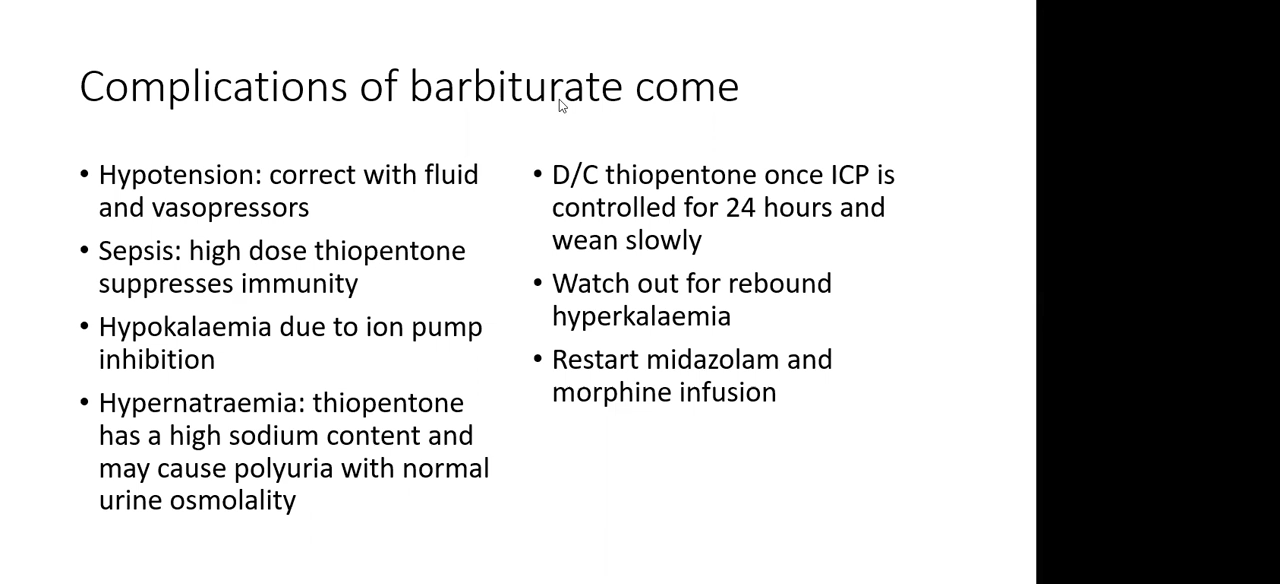 Complications of barbiturate come
• Hypotension: correct with fluid
and vasopressors
• Sepsis: high dose thiopentone
suppresses immunity
• Hypokalaemia due to ion pump
inhibition
• Hypernatraemia: thiopentone
has a high sodium content and
may cause polyuria with normal
urine osmolality
• D/C thiopentone once ICP is
controlled for 24 hours and
wean slowly
• Watch out for rebound
hyperkalaemia
• Restart midazolam and
morphine infusion